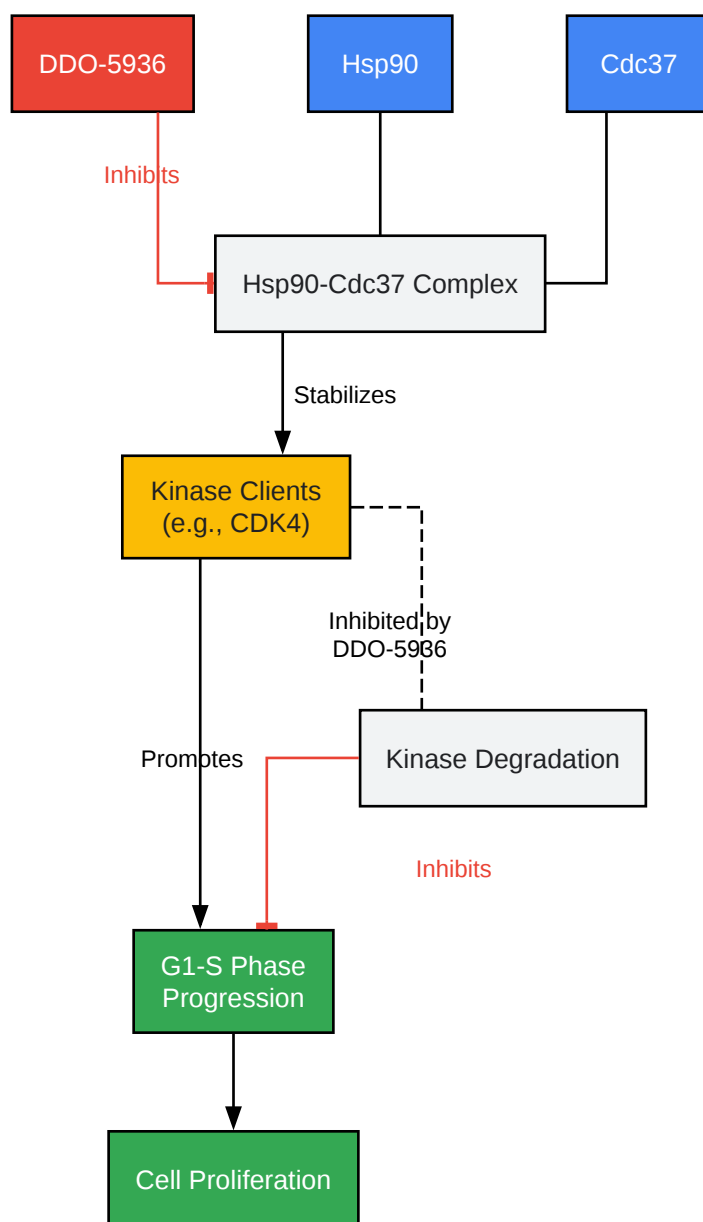 DDO-5936
Hsp90
Cdc37
Inhibits
Hsp90-Cdc37 Complex
Stabilizes
Kinase Clients
(e.g., CDK4)
Inhibited by
DDO-5936
Promotes
Kinase Degradation
Inhibits
G1-S Phase
Progression
Cell Proliferation